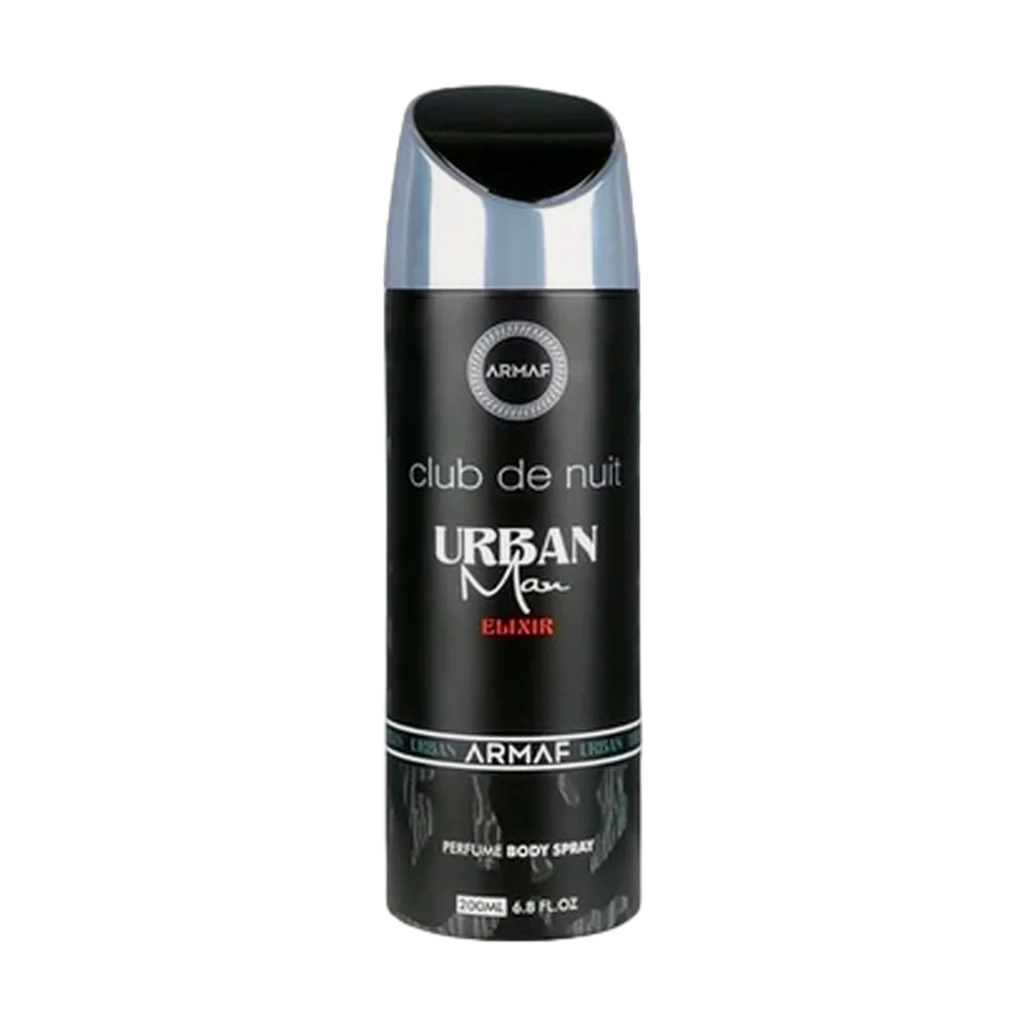 ARMAF
club de nuit
URBAN
Man
ELIXIR
URBAN ARMAF URBAN
PERFUME BODY SPRAY
200ML 6.8 FL.OZ